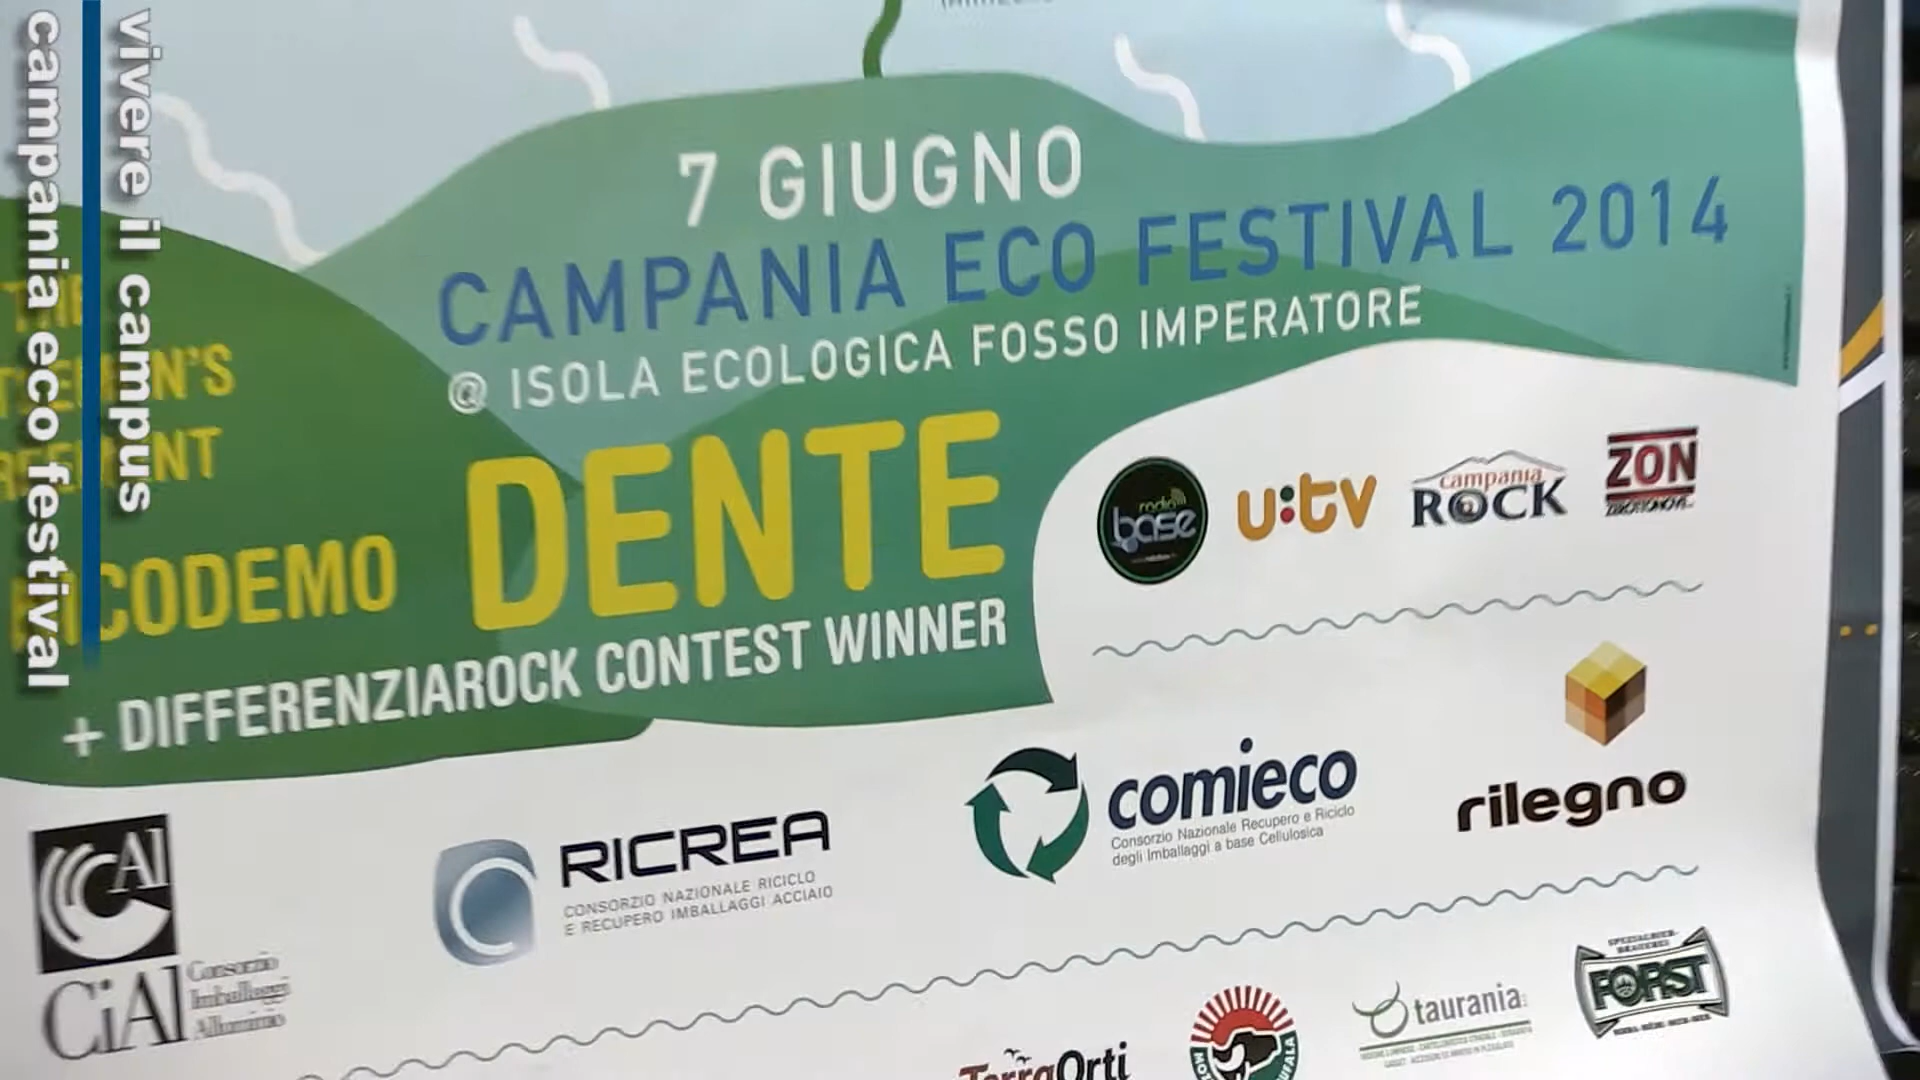 vivere il campus
campania eco festival
7 GIUGNO
CAMPANIA ECO FESTIVAL 2014
@ ISOLA ECOLOGICA FOSSO IMPERATORE
DENTE
+ DIFFERENZIAROCK CONTEST WINNER
radio
base
u:tv
campania
ROCK
ZON
CiAl
Consorzio
Imballaggi
Alluminio
RICREA
CONSORZIO NAZIONALE RICICLO
E RECUPERO IMBALLAGGI ACCIAIO
comieco
Consorzio Nazionale Recupero e Riciclo
degli Imballaggi a base Cellulosica
rilegno
TerraOrti
taurania
FORST